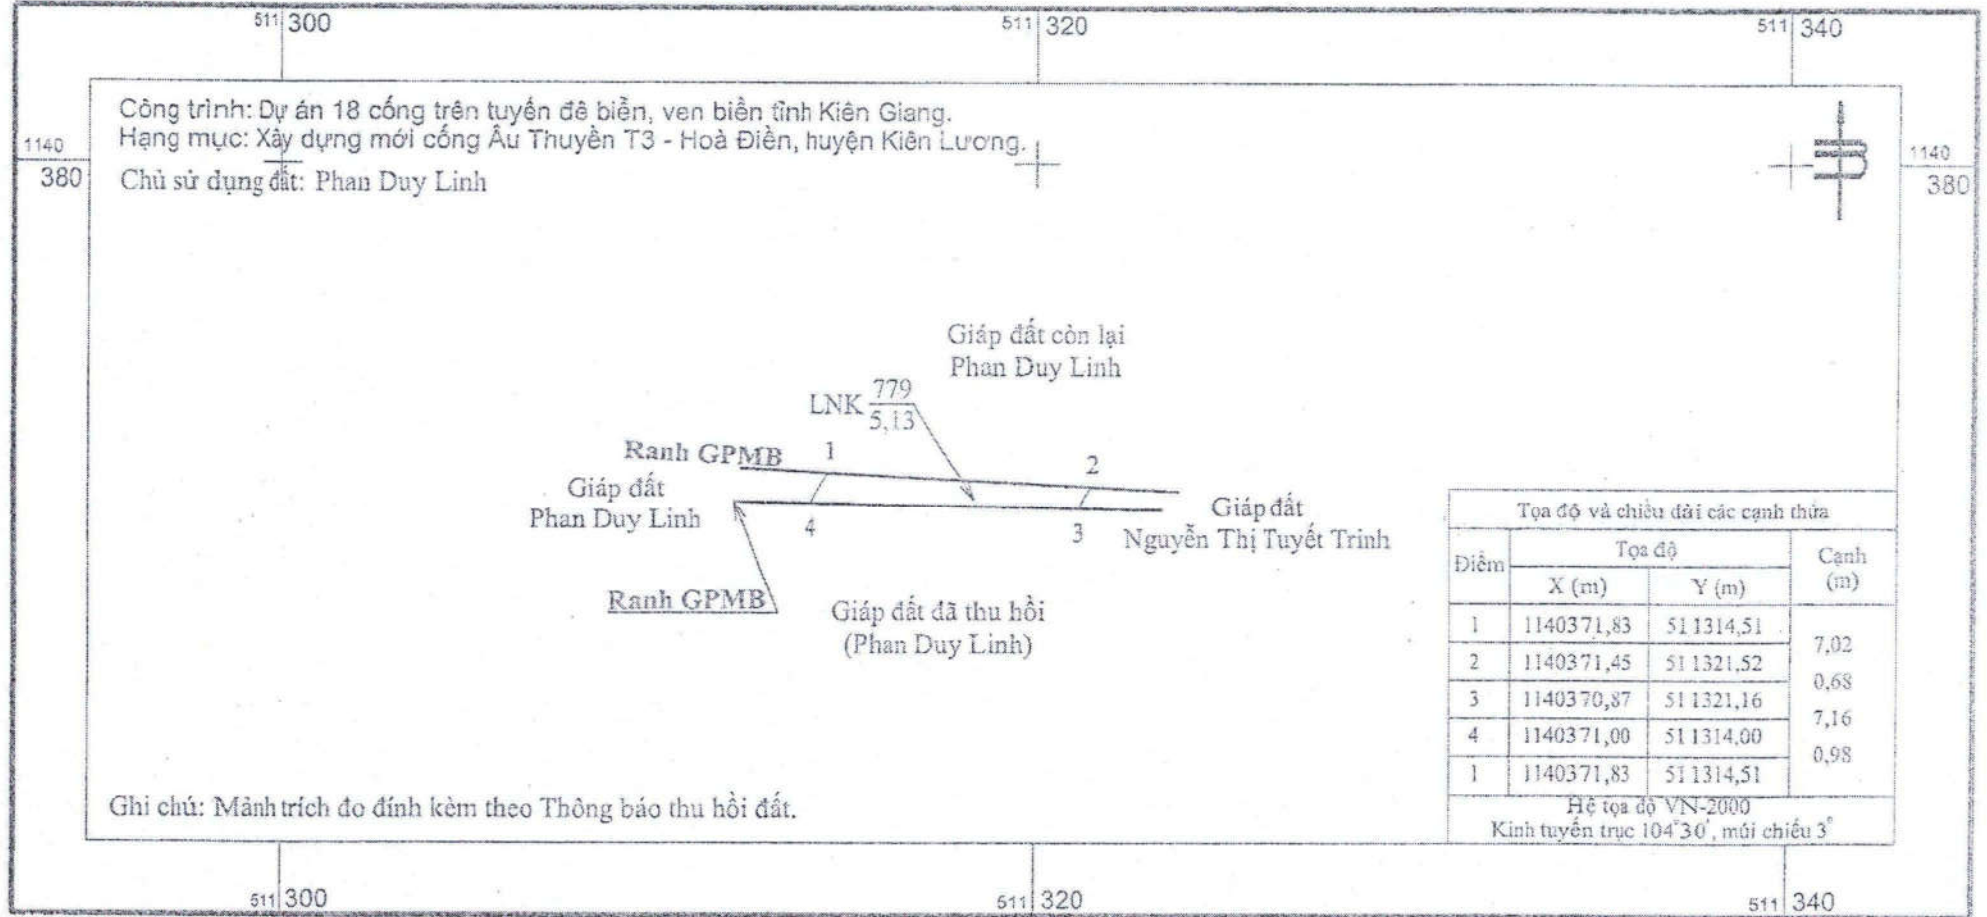 511 300
511 320
511 340
Công trình: Dự án 18 cống trên tuyến đê biển, ven biển tỉnh Kiên Giang.
Hạng mục: Xây dựng mới cống Âu Thuyền T3 - Hoà Điền, huyện Kiên Lương.
1140
380
1140
380
Chủ sử dụng đất: Phan Duy Linh
Giáp đất còn lại
Phan Duy Linh
LNK 779
5,13
Ranh GPMB
1
2
Giáp đất
Phan Duy Linh
4
3
Giáp đất
Nguyễn Thị Tuyết Trinh
Ranh GPMB
Giáp đất đã thu hồi
(Phan Duy Linh)
Tọa độ và chiều dài các cạnh thửa
Điểm Tọa độ Cạnh (m)
X (m) Y (m)
1 1140371,83 511314,51
7,02
2 1140371,45 511321,52
0,68
3 1140370,87 511321,16
7,16
4 1140371,00 511314,00
0,98
1 1140371,83 511314,51
Hệ tọa độ VN-2000
Kinh tuyến trục 104°30', múi chiếu 3°
Ghi chú: Mảnh trích đo đính kèm theo Thông báo thu hồi đất.
511 300
511 320
511 340